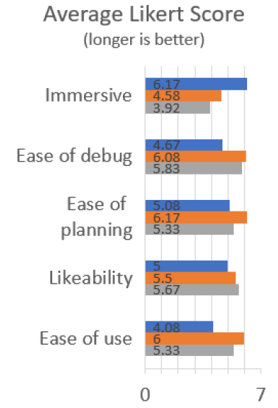 Average Likert Score
(longer is better)
Immersive
6.17
4.58
3.92
Ease of debug
4.67
6.08
5.83
Ease of
planning
5.08
6.17
5.33
Likeability
5
5.5
5.67
Ease of use
4.08
6
5.33
0 7